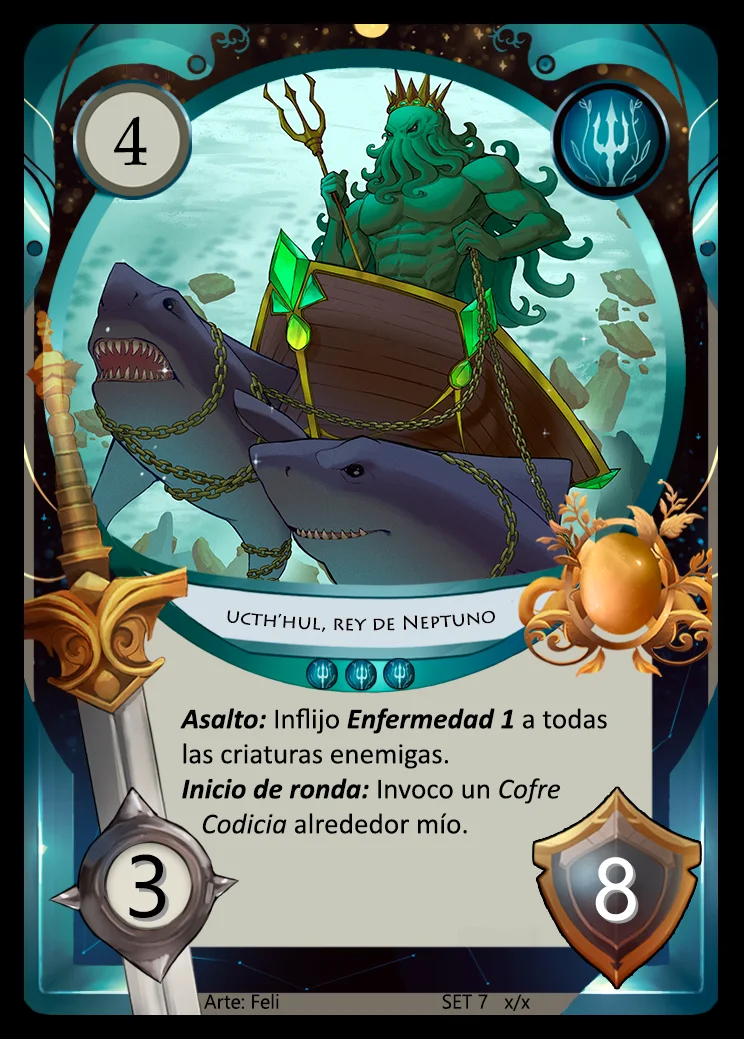 4
UCTH'HUL, REY DE NEPTUNO
Asalto: Inflijo Enfermedad 1 a todas
las criaturas enemigas.
Inicio de ronda: Invoco un Cofre
Codicia alrededor mío.
3
8
Arte: Feli SET 7 x/x